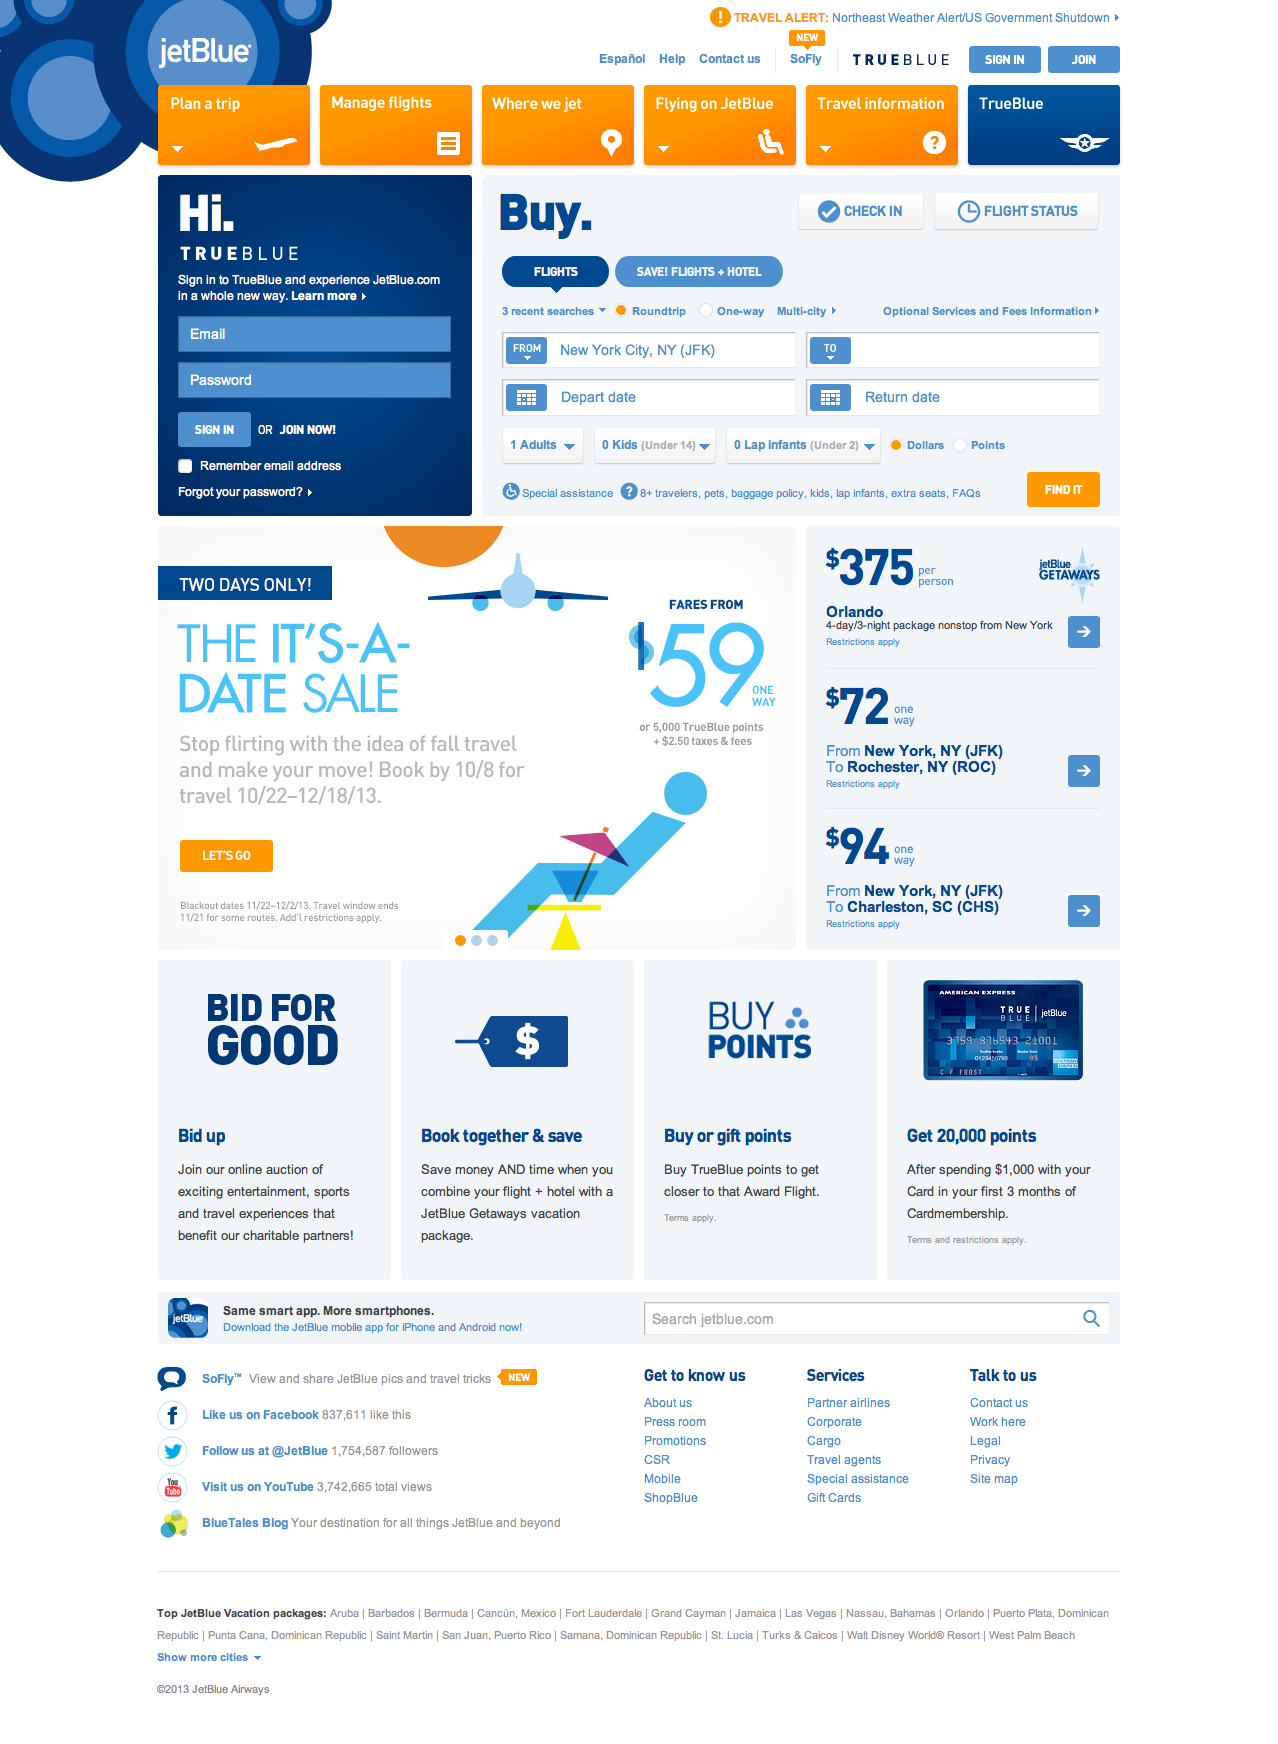 TRAVEL ALERT: Northeast Weather Alert/US Government Shutdown
NEW
jetBlue
Español Help Contact us SoFly TRUEBLUE SIGN IN JOIN
Plan a trip
Manage flights
Where we jet
Flying on JetBlue
Travel information
TrueBlue
Hi.
TRUEBLUE
Sign in to TrueBlue and experience JetBlue.com
in a whole new way. Learn more
Email
Password
SIGN IN OR JOIN NOW!
Remember email address
Forgot your password?
Buy.
CHECK IN
FLIGHT STATUS
FLIGHTS
SAVE! FLIGHTS + HOTEL
3 recent searches Roundtrip One-way Multi-city Optional Services and Fees Information
FROM New York City, NY (JFK)
TO
Depart date
Return date
1 Adults 0 Kids (Under 14) 0 Lap infants (Under 2) Dollars Points
Special assistance 8+ travelers, pets, baggage policy, kids, lap infants, extra seats, FAQs
FIND IT
TWO DAYS ONLY!
THE IT'S-A-
DATE SALE
Stop flirting with the idea of fall travel
and make your move! Book by 10/8 for
travel 10/22–12/18/13.
LET'S GO
Blackout dates 11/22–12/2/13. Travel window ends
11/21 for some routes. Add'l restrictions apply.
FARES FROM
$59
ONE
WAY
or 5,000 TrueBlue points
+ $2.50 taxes & fees
$375 per
person
jetBlue
GETAWAYS
Orlando
4-day/3-night package nonstop from New York
Restrictions apply
$72 one
way
From New York, NY (JFK)
To Rochester, NY (ROC)
Restrictions apply
$94 one
way
From New York, NY (JFK)
To Charleston, SC (CHS)
Restrictions apply
BID FOR
GOOD
Bid up
Join our online auction of
exciting entertainment, sports
and travel experiences that
benefit our charitable partners!
$
Book together & save
Save money AND time when you
combine your flight + hotel with a
JetBlue Getaways vacation
package.
BUY
POINTS
Buy or gift points
Buy TrueBlue points to get
closer to that Award Flight.
Terms apply.
AMERICAN EXPRESS
TRUE
BLUE jetBlue
3759 876543 21001
0123456789 95
C F FROST
Get 20,000 points
After spending $1,000 with your
Card in your first 3 months of
Cardmembership.
Terms and restrictions apply.
jetBlue
Same smart app. More smartphones.
Download the JetBlue mobile app for iPhone and Android now!
Search jetblue.com
SoFly™ View and share JetBlue pics and travel tricks NEW
Like us on Facebook 837,611 like this
Follow us at @JetBlue 1,754,587 followers
You
Tube
Visit us on YouTube 3,742,665 total views
BlueTales Blog Your destination for all things JetBlue and beyond
Get to know us
About us
Press room
Promotions
CSR
Mobile
ShopBlue
Services
Partner airlines
Corporate
Cargo
Travel agents
Special assistance
Gift Cards
Talk to us
Contact us
Work here
Legal
Privacy
Site map
Top JetBlue Vacation packages: Aruba | Barbados | Bermuda | Cancún, Mexico | Fort Lauderdale | Grand Cayman | Jamaica | Las Vegas | Nassau, Bahamas | Orlando | Puerto Plata, Dominican
Republic | Punta Cana, Dominican Republic | Saint Martin | San Juan, Puerto Rico | Samana, Dominican Republic | St. Lucia | Turks & Caicos | Walt Disney World® Resort | West Palm Beach
Show more cities
©2013 JetBlue Airways